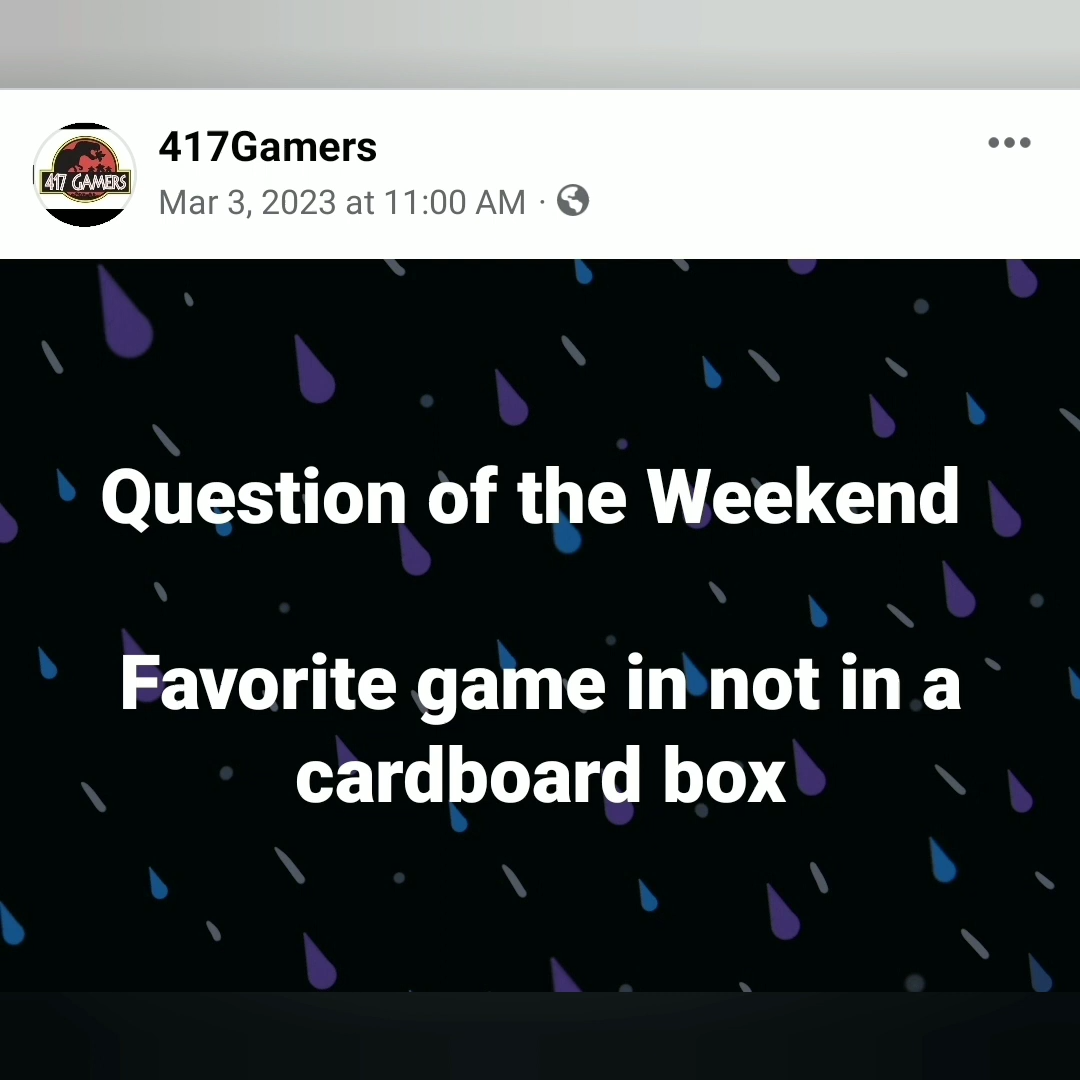 417 GAMERS
417Gamers
Mar 3, 2023 at 11:00 AM ·
Question of the Weekend
Favorite game in not in a
cardboard box